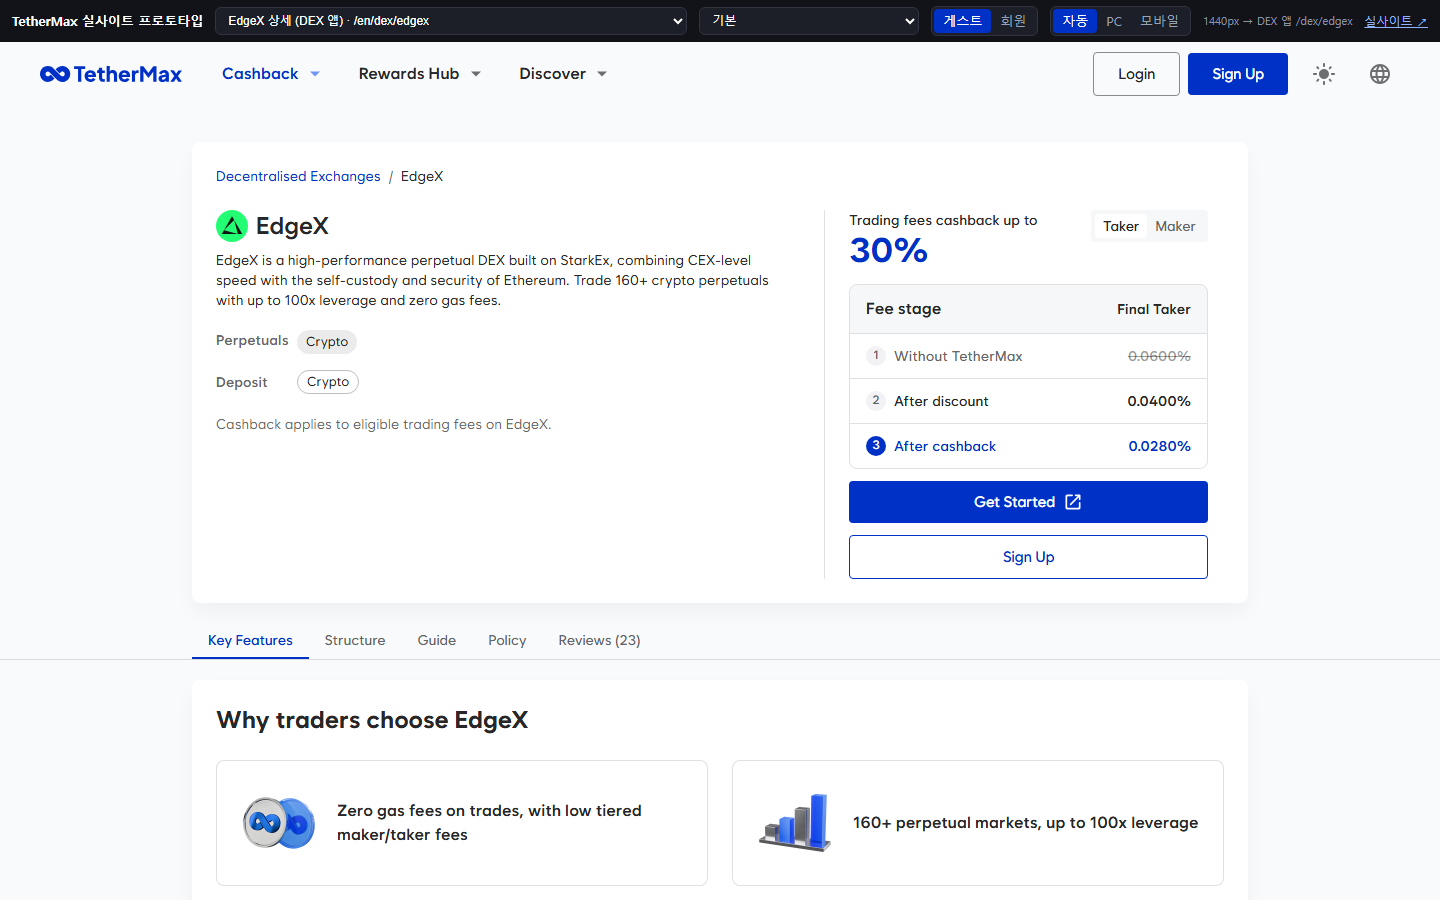 TetherMax 실사이트 프로토타입
EdgeX 상세 (DEX 앱) · /en/dex/edgex
기본
게스트 회원
자동 PC 모바일
1440px → DEX 앱 /dex/edgex
실사이트 ↗
TetherMax
Cashback
Rewards Hub
Discover
Login
Sign Up
Decentralised Exchanges / EdgeX
EdgeX
EdgeX is a high-performance perpetual DEX built on StarkEx, combining CEX-level
speed with the self-custody and security of Ethereum. Trade 160+ crypto perpetuals
with up to 100x leverage and zero gas fees.
Perpetuals Crypto
Deposit Crypto
Cashback applies to eligible trading fees on EdgeX.
Trading fees cashback up to
30%
Taker Maker
Fee stage Final Taker
1 Without TetherMax 0.0600%
2 After discount 0.0400%
3 After cashback 0.0280%
Get Started
Sign Up
Key Features
Structure
Guide
Policy
Reviews (23)
Why traders choose EdgeX
Zero gas fees on trades, with low tiered
maker/taker fees
160+ perpetual markets, up to 100x leverage